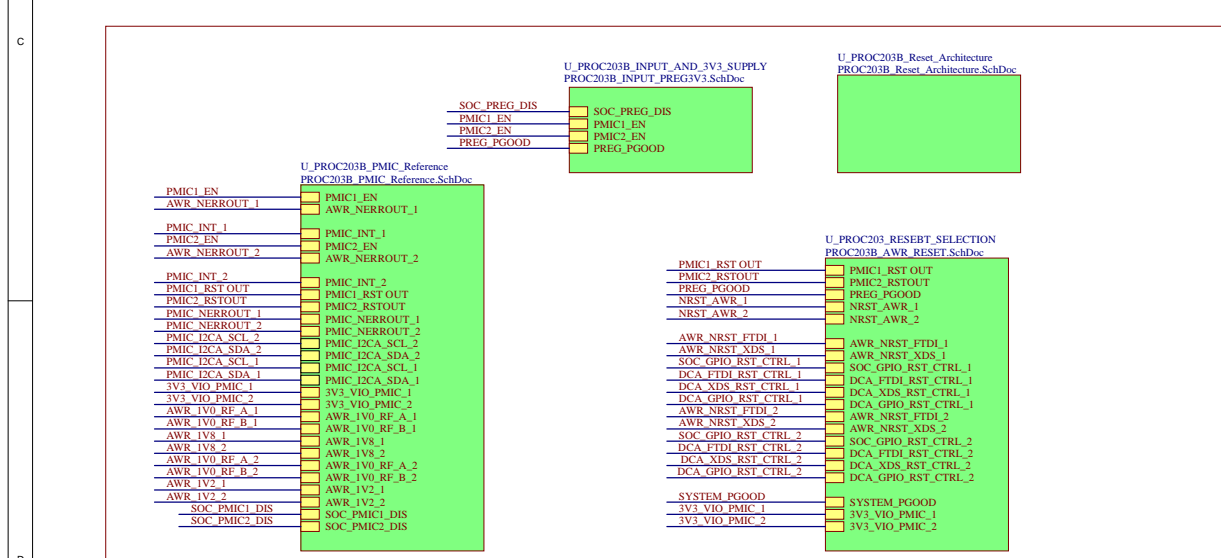 C
U_PROC203B_INPUT_AND_3V3_SUPPLY
PROC203B_INPUT_PREG3V3.SchDoc
SOC_PREG_DIS SOC_PREG_DIS
PMIC1_EN PMIC1_EN
PMIC2_EN PMIC2_EN
PREG_PGOOD PREG_PGOOD
U_PROC203B_Reset_Architecture
PROC203B_Reset_Architecture.SchDoc
U_PROC203B_PMIC_Reference
PROC203B_PMIC_Reference.SchDoc
PMIC1_EN PMIC1_EN
AWR_NERROUT_1 AWR_NERROUT_1
PMIC_INT_1 PMIC_INT_1
PMIC2_EN PMIC2_EN
AWR_NERROUT_2 AWR_NERROUT_2
PMIC_INT_2 PMIC_INT_2
PMIC1_RST OUT PMIC1_RST OUT
PMIC2_RSTOUT PMIC2_RSTOUT
PMIC_NERROUT_1 PMIC_NERROUT_1
PMIC_NERROUT_2 PMIC_NERROUT_2
PMIC_I2CA_SCL_2 PMIC_I2CA_SCL_2
PMIC_I2CA_SDA_2 PMIC_I2CA_SDA_2
PMIC_I2CA_SCL_1 PMIC_I2CA_SCL_1
PMIC_I2CA_SDA_1 PMIC_I2CA_SDA_1
3V3_VIO_PMIC_1 3V3_VIO_PMIC_1
3V3_VIO_PMIC_2 3V3_VIO_PMIC_2
AWR_1V0_RF_A_1 AWR_1V0_RF_A_1
AWR_1V0_RF_B_1 AWR_1V0_RF_B_1
AWR_1V8_1 AWR_1V8_1
AWR_1V8_2 AWR_1V8_2
AWR_1V0_RF_A_2 AWR_1V0_RF_A_2
AWR_1V0_RF_B_2 AWR_1V0_RF_B_2
AWR_1V2_1 AWR_1V2_1
AWR_1V2_2 AWR_1V2_2
SOC_PMIC1_DIS SOC_PMIC1_DIS
SOC_PMIC2_DIS SOC_PMIC2_DIS
U_PROC203_RESEBT_SELECTION
PROC203B_AWR_RESET.SchDoc
PMIC1_RST OUT PMIC1_RST OUT
PMIC2_RSTOUT PMIC2_RSTOUT
PREG_PGOOD PREG_PGOOD
NRST_AWR_1 NRST_AWR_1
NRST_AWR_2 NRST_AWR_2
AWR_NRST_FTDI_1 AWR_NRST_FTDI_1
AWR_NRST_XDS_1 AWR_NRST_XDS_1
SOC_GPIO_RST_CTRL_1 SOC_GPIO_RST_CTRL_1
DCA_FTDI_RST_CTRL_1 DCA_FTDI_RST_CTRL_1
DCA_XDS_RST_CTRL_1 DCA_XDS_RST_CTRL_1
DCA_GPIO_RST_CTRL_1 DCA_GPIO_RST_CTRL_1
AWR_NRST_FTDI_2 AWR_NRST_FTDI_2
AWR_NRST_XDS_2 AWR_NRST_XDS_2
SOC_GPIO_RST_CTRL_2 SOC_GPIO_RST_CTRL_2
DCA_FTDI_RST_CTRL_2 DCA_FTDI_RST_CTRL_2
DCA_XDS_RST_CTRL_2 DCA_XDS_RST_CTRL_2
DCA_GPIO_RST_CTRL_2 DCA_GPIO_RST_CTRL_2
SYSTEM_PGOOD SYSTEM_PGOOD
3V3_VIO_PMIC_1 3V3_VIO_PMIC_1
3V3_VIO_PMIC_2 3V3_VIO_PMIC_2